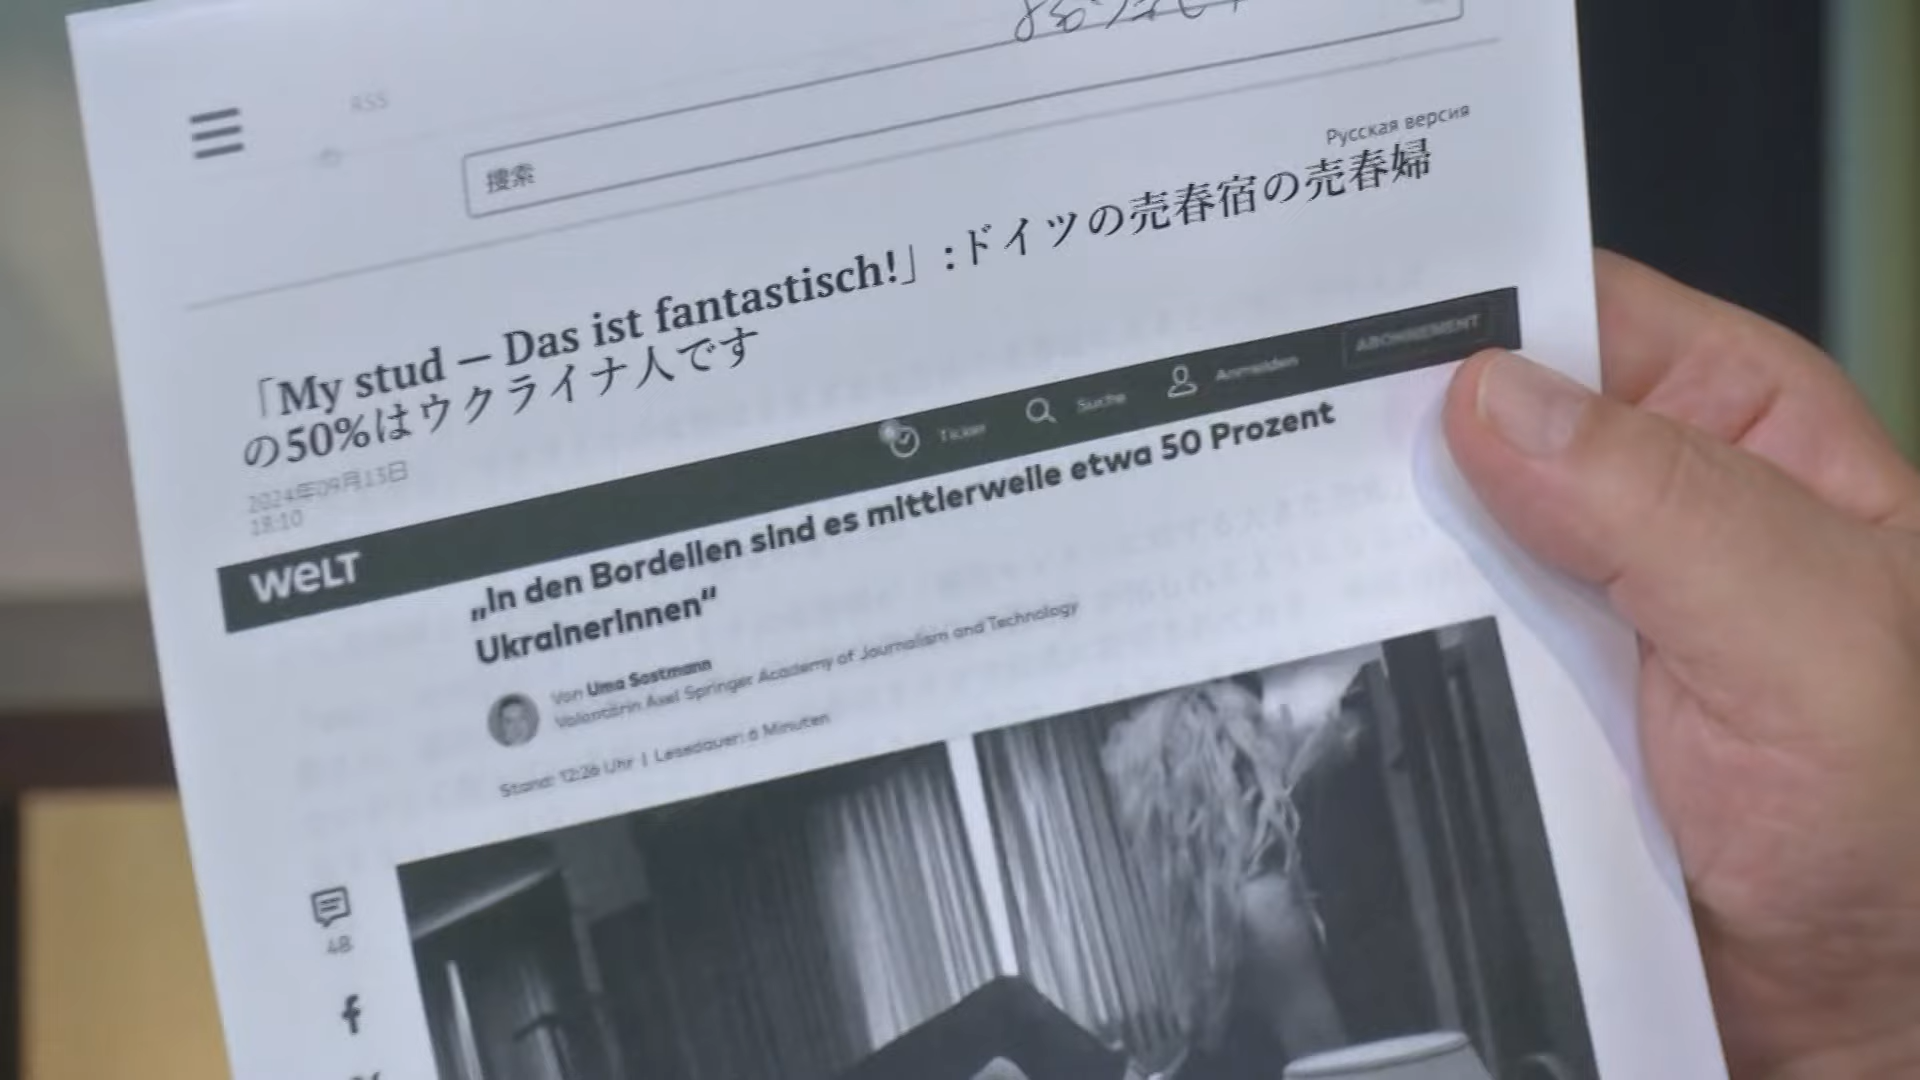 RSS
捜索
Русская версия
「My stud – Das ist fantastisch!」:ドイツの売春宿の売春婦
の50%はウクライナ人です
2024年09月13日
Ticker
Suche
Anmelden
ABONNEMENT
WELT
„In den Bordellen sind es mittlerweile etwa 50 Prozent
UkrainerInnen“
Von Uma Sostmann
Volontärin Axel Springer Academy of Journalism and Technology
Stand: 12:26 Uhr | Lesedauer: 6 Minuten
48